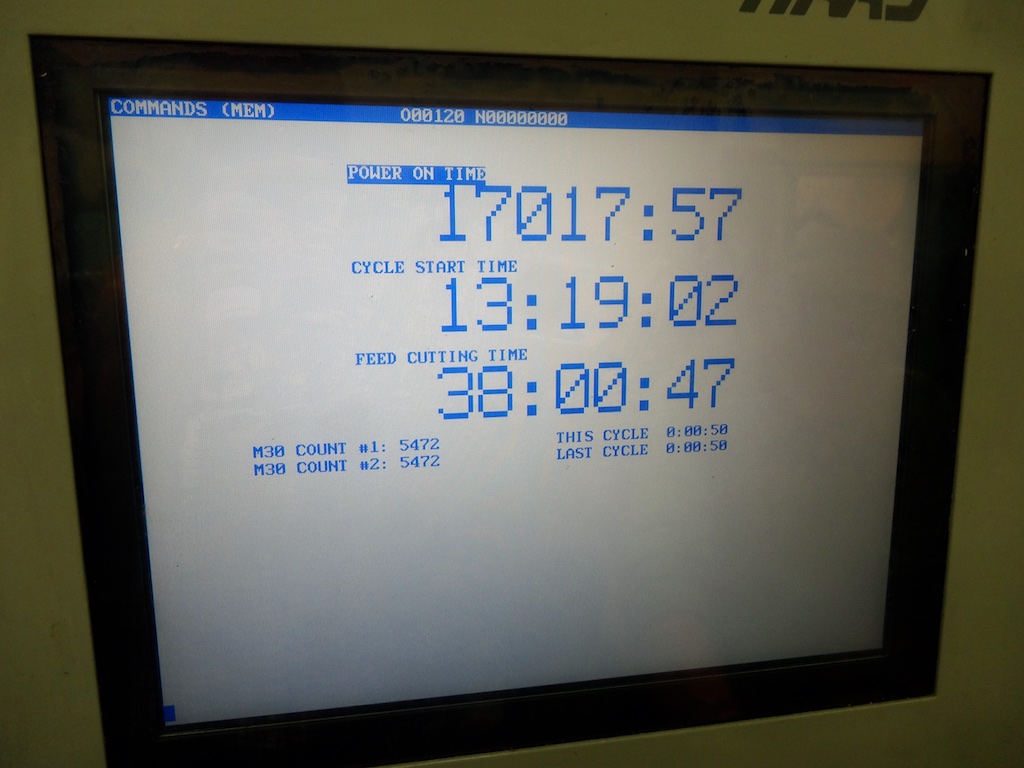 HAAS
COMMANDS (MEM) O00120 N00000000
POWER ON TIME
17017:57
CYCLE START TIME
13:19:02
FEED CUTTING TIME
38:00:47
M30 COUNT #1: 5472 THIS CYCLE 0:00:50
M30 COUNT #2: 5472 LAST CYCLE 0:00:50